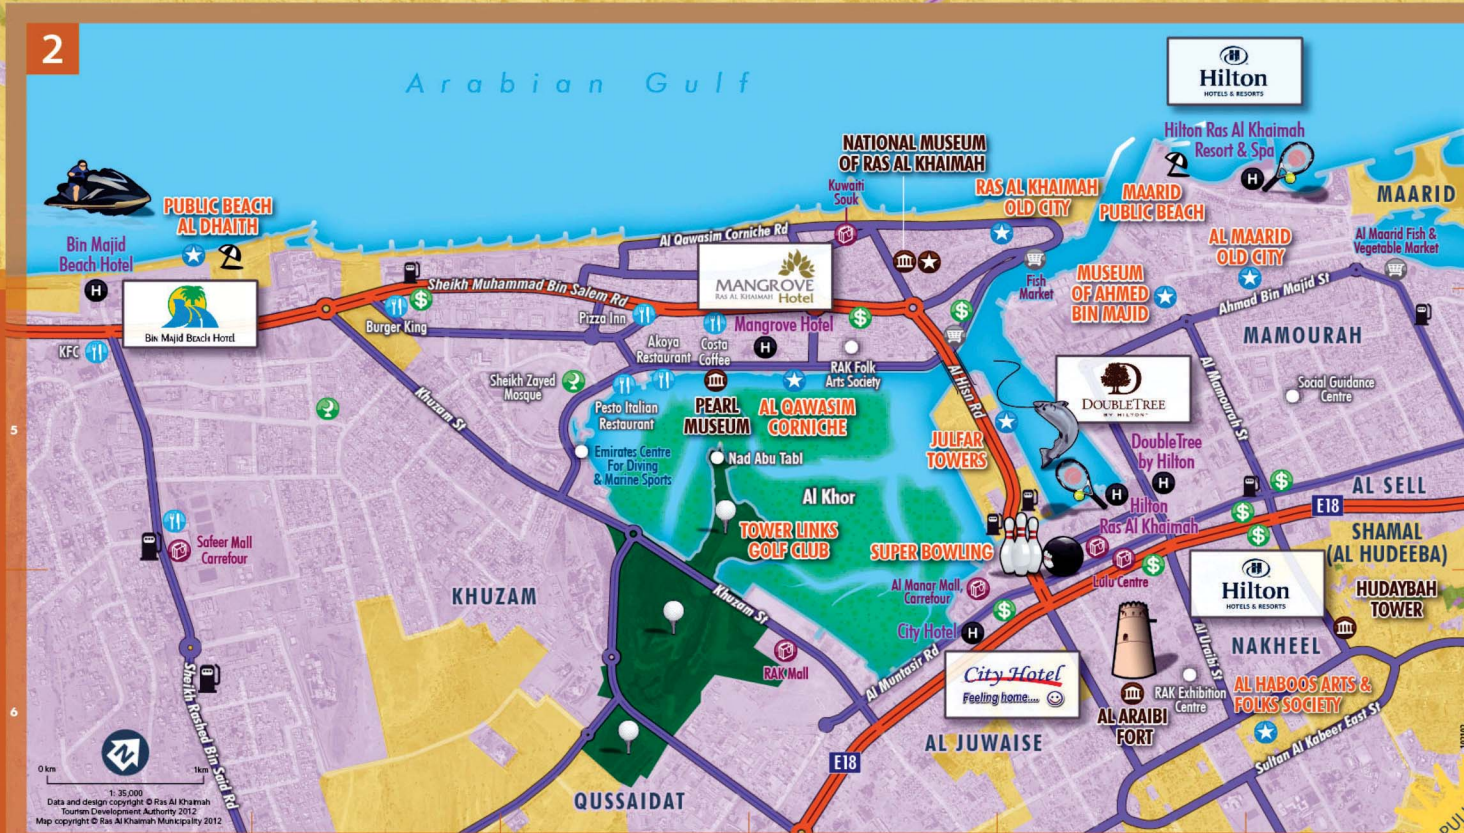 2
Arabian Gulf
Hilton
HOTELS & RESORTS
Hilton Ras Al Khaimah
Resort & Spa
H
NATIONAL MUSEUM
OF RAS AL KHAIMAH
Kuwaiti
Souk
RAS AL KHAIMAH
OLD CITY
MAARID
PUBLIC BEACH
MAARID
PUBLIC BEACH
AL DHAITH
Bin Majid
Beach Hotel
H
Bin Majid Beach Hotel
Al Qawasim Corniche Rd
AL MAARID
OLD CITY
Al Maarid Fish &
Vegetable Market
Sheikh Muhammad Bin Salem Rd
MANGROVE
RAS AL KHAIMAH Hotel
Fish
Market
MUSEUM
OF AHMED
BIN MAJID
Ahmad Bin Majid St
MAMOURAH
KFC
Burger King
Pizza Inn
Mangrove Hotel
H
Akoya
Restaurant
Costa
Coffee
RAK Folk
Arts Society
Al Hisn Rd
Al Mamourah St
DOUBLETREE
BY HILTON
Social Guidance
Centre
Sheikh Zayed
Mosque
Khuzam St
Pesto Italian
Restaurant
PEARL
MUSEUM
AL QAWASIM
CORNICHE
5
JULFAR
TOWERS
DoubleTree
by Hilton
H
Emirates Centre
For Diving
& Marine Sports
Nad Abu Tabl
Al Khor
H
Hilton
Ras Al Khaimah
AL SELL
E18
TOWER LINKS
GOLF CLUB
SUPER BOWLING
SHAMAL
(AL HUDEEBA)
Safeer Mall
Carrefour
KHUZAM
Khuzam St
Al Manar Mall,
Carrefour
Lulu Centre
Hilton
HOTELS & RESORTS
HUDAYBAH
TOWER
City Hotel
H
RAK Mall
Al Muntasir Rd
City Hotel
Feeling home....
Al Uraibi St
NAKHEEL
RAK Exhibition
Centre
AL HABOOS ARTS &
FOLKS SOCIETY
AL ARAIBI
FORT
Sheikh Rashed Bin Said Rd
6
AL JUWAISE
E18
Sultan Al Kabeer East St
QUSSAIDAT
N
0 km
1km
1: 35,000
Data and design copyright © Ras Al Khaimah
Tourism Development Authority 2012
Map copyright © Ras Al Khaimah Municipality 2012